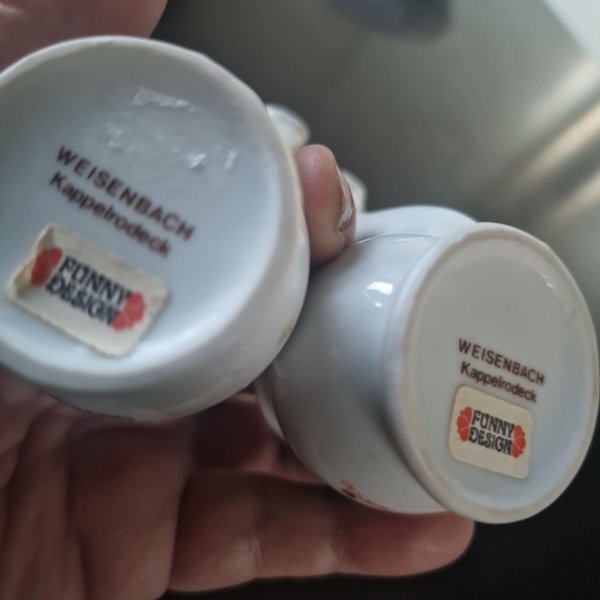 WEISENBACH
Kappelrodeck
FUNNY
DESIGN
WEISENBACH
Kappelrodeck
FUNNY
DESIGN